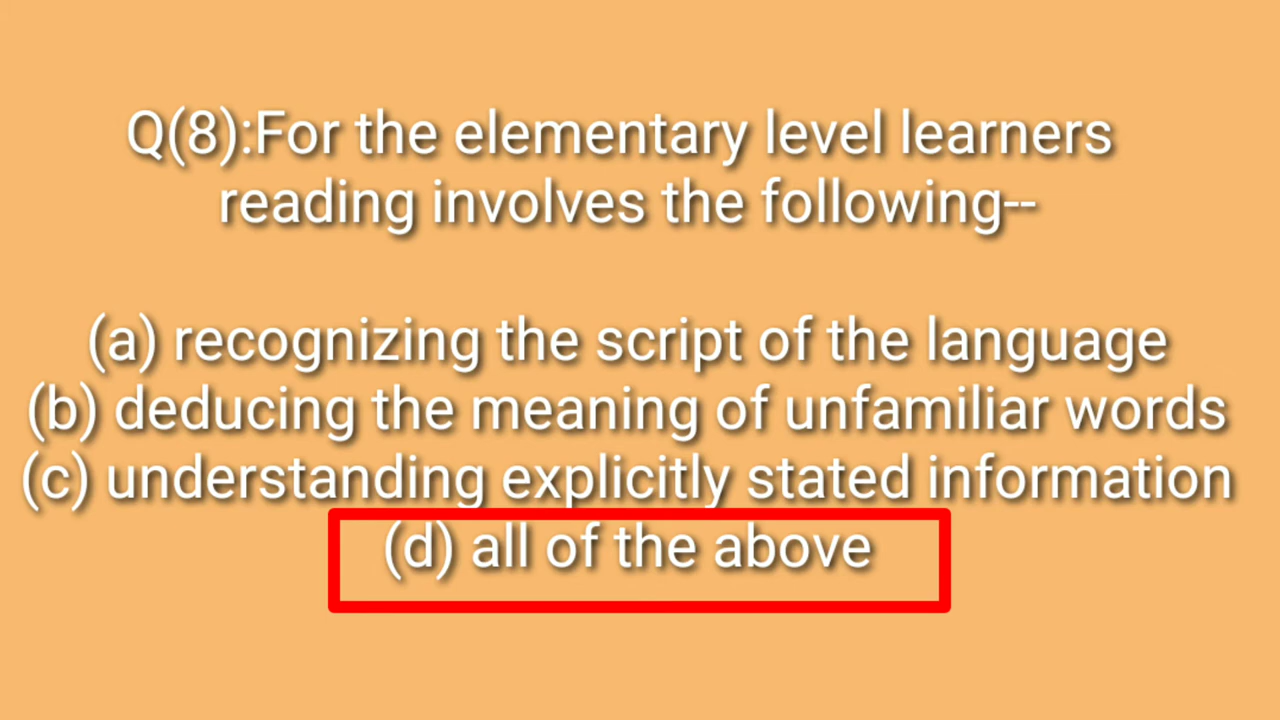 Q(8):For the elementary level learners
reading involves the following--
(a) recognizing the script of the language
(b) deducing the meaning of unfamiliar words
(c) understanding explicitly stated information
(d) all of the above